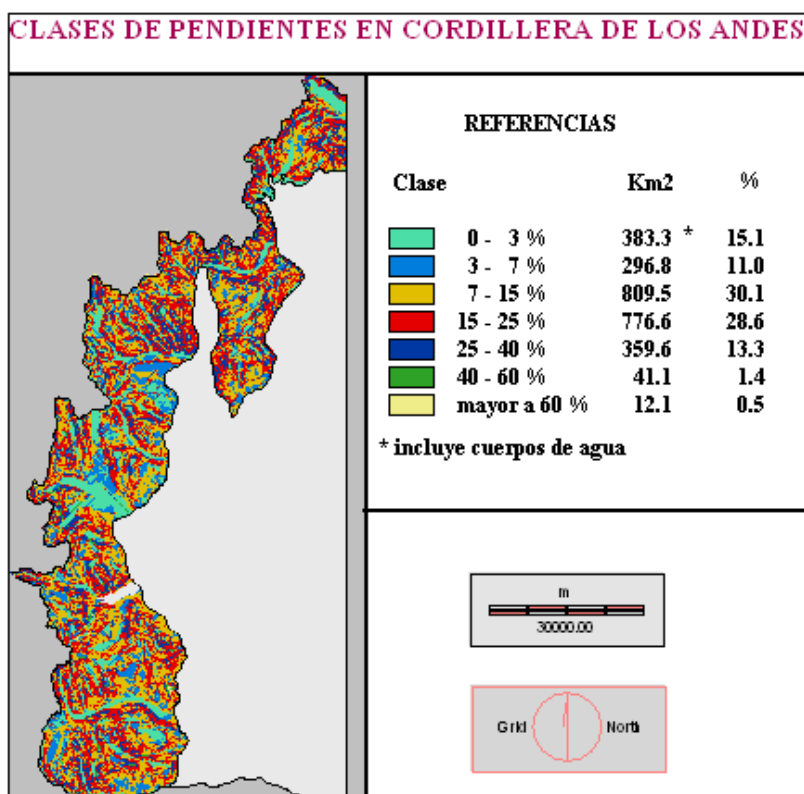 CLASES DE PENDIENTES EN CORDILLERA DE LOS ANDES
REFERENCIAS
Clase Km2 %
0 - 3 % 383.3 * 15.1
3 - 7 % 296.8 11.0
7 - 15 % 809.5 30.1
15 - 25 % 776.6 28.6
25 - 40 % 359.6 13.3
40 - 60 % 41.1 1.4
mayor a 60 % 12.1 0.5
* incluye cuerpos de agua
m
30000.00
Grid North